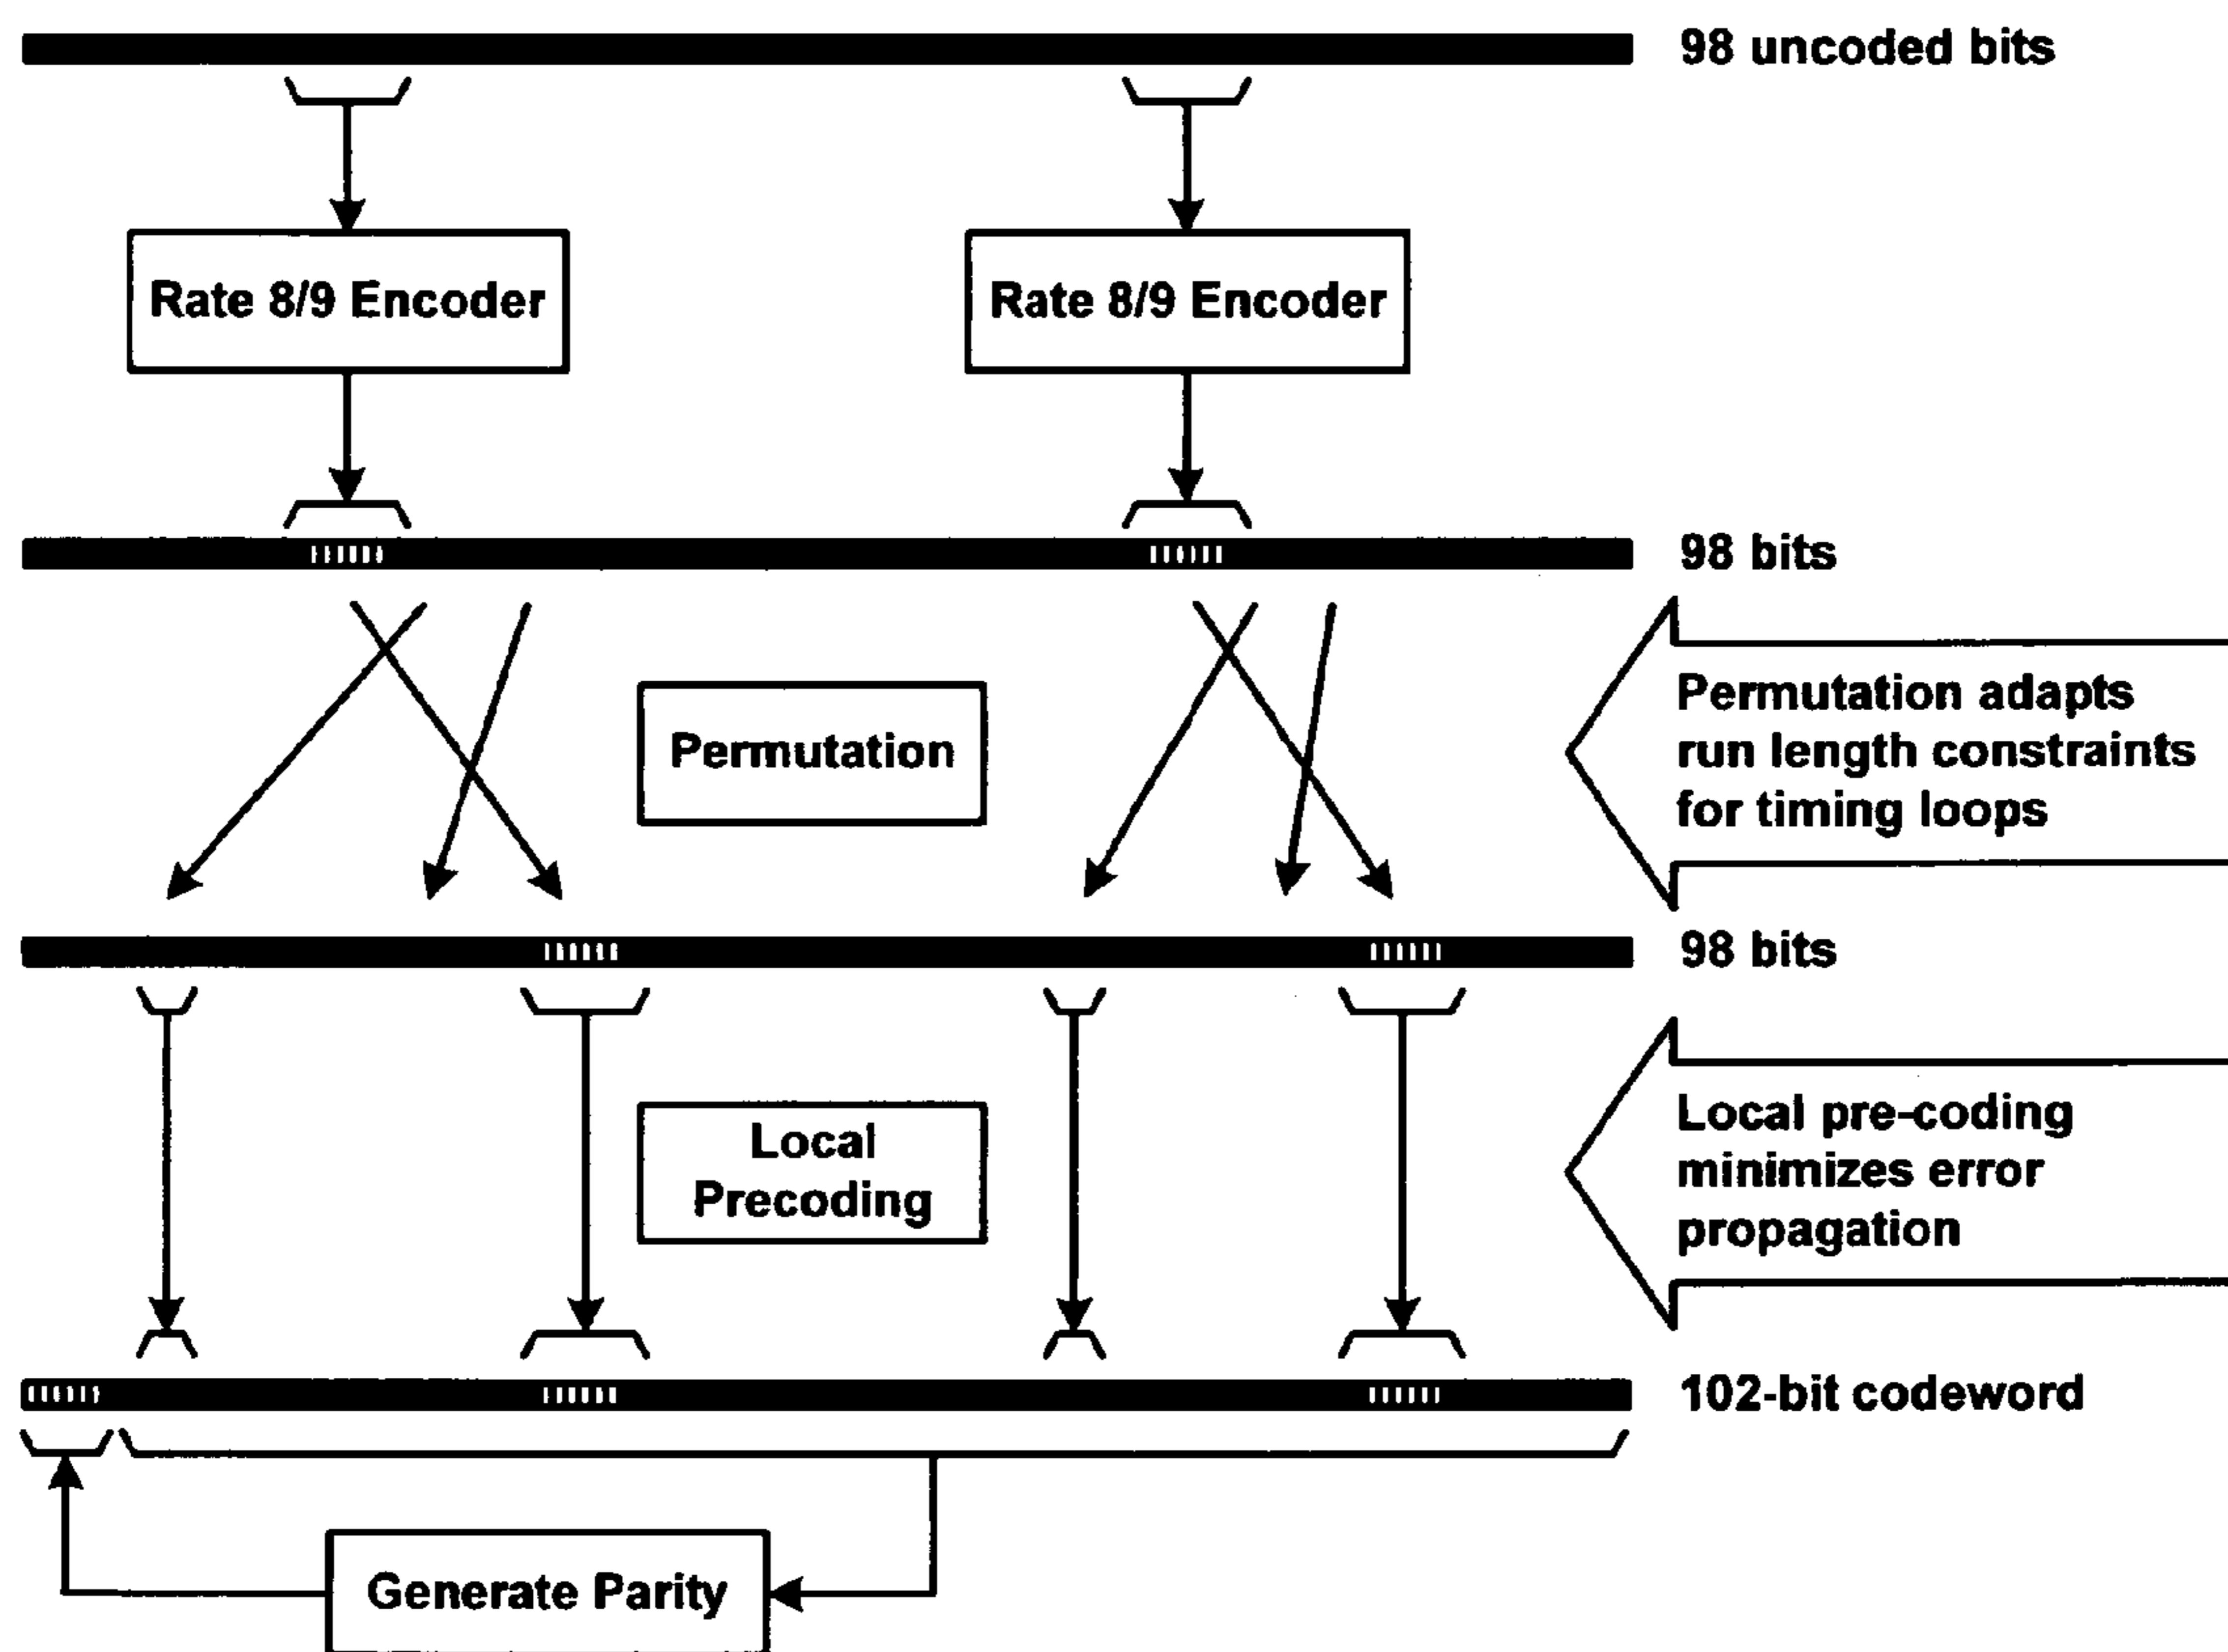 98 uncoded bits
Rate 8/9 Encoder
Rate 8/9 Encoder
98 bits
Permutation
Permutation adapts
run length constraints
for timing loops
98 bits
Local
Precoding
Local pre-coding
minimizes error
propagation
102-bit codeword
Generate Parity